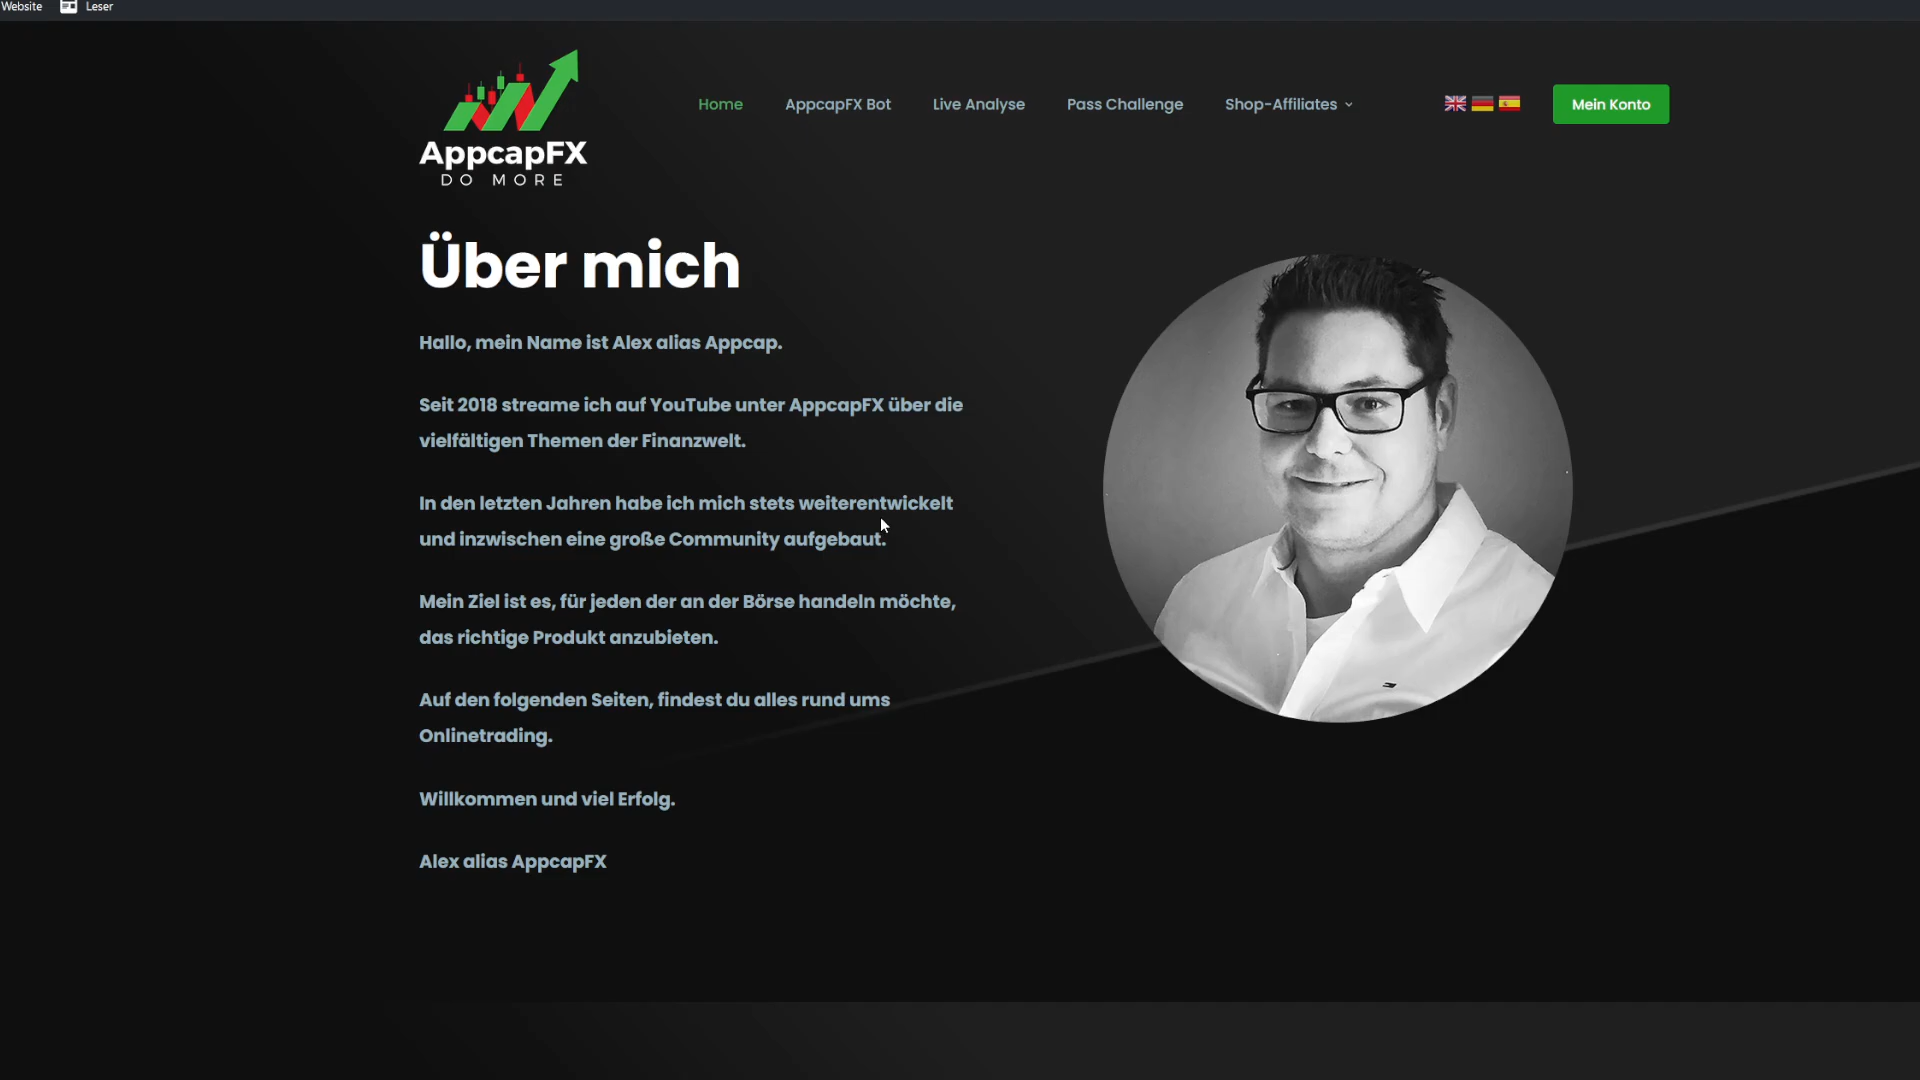 Website
Leser
AppcapFX
DO MORE
Home
AppcapFX Bot
Live Analyse
Pass Challenge
Shop-Affiliates
Mein Konto
Über mich
Hallo, mein Name ist Alex alias Appcap.
Seit 2018 streame ich auf YouTube unter AppcapFX über die
vielfältigen Themen der Finanzwelt.
In den letzten Jahren habe ich mich stets weiterentwickelt
und inzwischen eine große Community aufgebaut.
Mein Ziel ist es, für jeden der an der Börse handeln möchte,
das richtige Produkt anzubieten.
Auf den folgenden Seiten, findest du alles rund ums
Onlinetrading.
Willkommen und viel Erfolg.
Alex alias AppcapFX